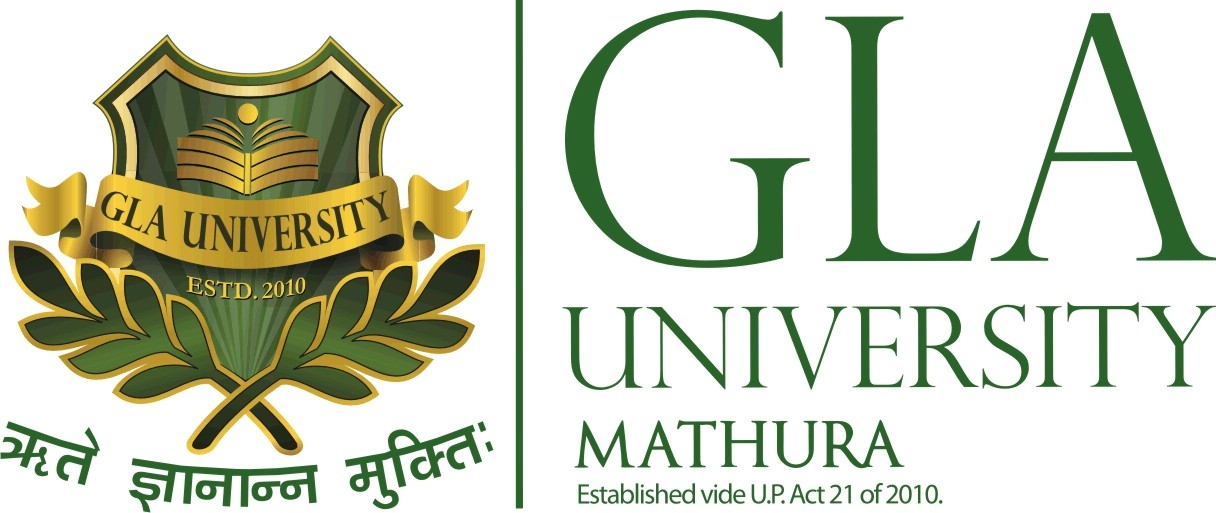 GLA UNIVERSITY
ESTD. 2010
ऋते ज्ञानान्न मुक्तिः
GLA
UNIVERSITY
MATHURA
Established vide U.P. Act 21 of 2010.